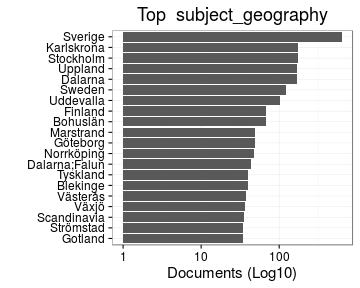 Top subject_geography
Sverige
Karlskrona
Stockholm
Uppland
Dalarna
Sweden
Uddevalla
Finland
Bohuslän
Marstrand
Göteborg
Norrköping
Dalarna;Falun
Tyskland
Blekinge
Västerås
Växjö
Scandinavia
Strömstad
Gotland
1 10 100
Documents (Log10)